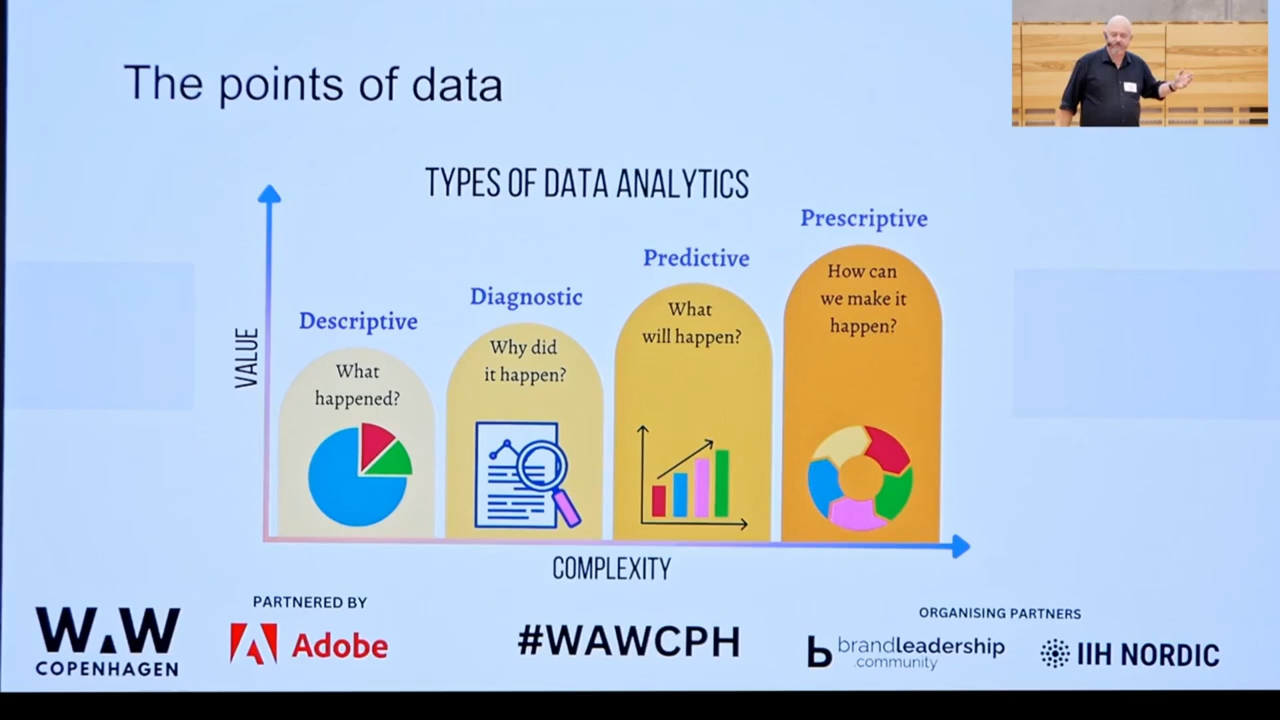 The points of data
TYPES OF DATA ANALYTICS
Prescriptive
Predictive
Diagnostic
Descriptive
How can
we make it
happen?
What
will happen?
Why did
it happen?
What
happened?
VALUE
COMPLEXITY
PARTNERED BY
ORGANISING PARTNERS
WAW
COPENHAGEN
Adobe
#WAWCPH
brandleadership
.community
IIH NORDIC